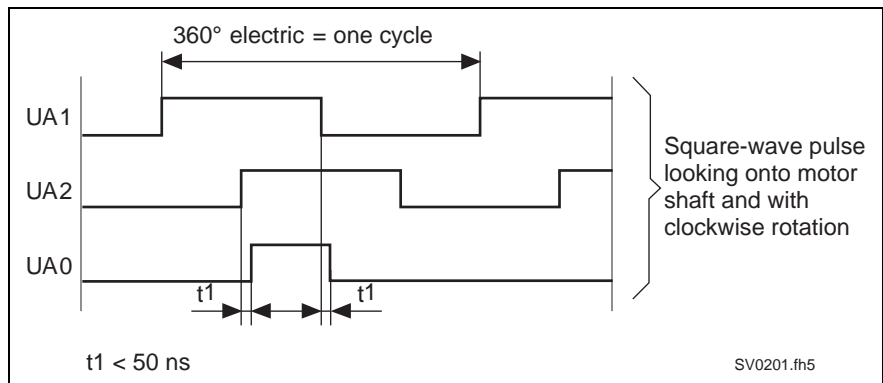 360° electric = one cycle
UA1
UA2
UA0
Square-wave pulse
looking onto motor
shaft and with
clockwise rotation
t1
t1
t1 < 50 ns
SV0201.fh5